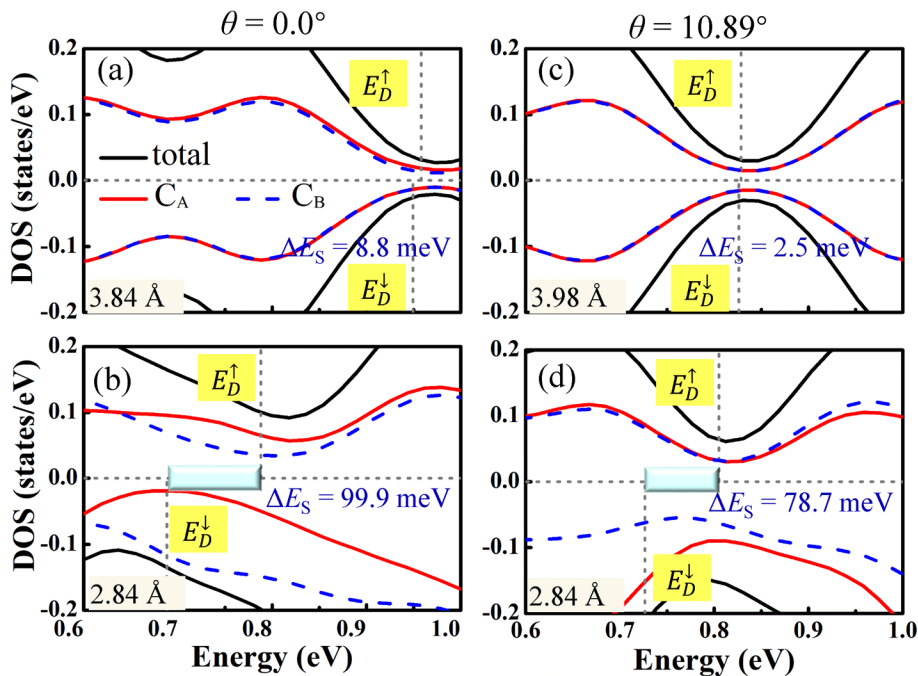 θ = 0.0°
θ = 10.89°
DOS (states/eV)
0.2
0.1
0.0
-0.1
-0.2
(a)
E_D^↑
total
C_A
C_B
ΔE_S = 8.8 meV
E_D^↓
3.84 Å
0.2
0.1
0.0
-0.1
-0.2
(c)
E_D^↑
ΔE_S = 2.5 meV
E_D^↓
3.98 Å
DOS (states/eV)
0.2
0.1
0.0
-0.1
-0.2
(b)
E_D^↑
ΔE_S = 99.9 meV
E_D^↓
2.84 Å
0.6 0.7 0.8 0.9 1.0
Energy (eV)
0.2
0.1
0.0
-0.1
-0.2
(d)
E_D^↑
ΔE_S = 78.7 meV
E_D^↓
2.84 Å
0.6 0.7 0.8 0.9 1.0
Energy (eV)